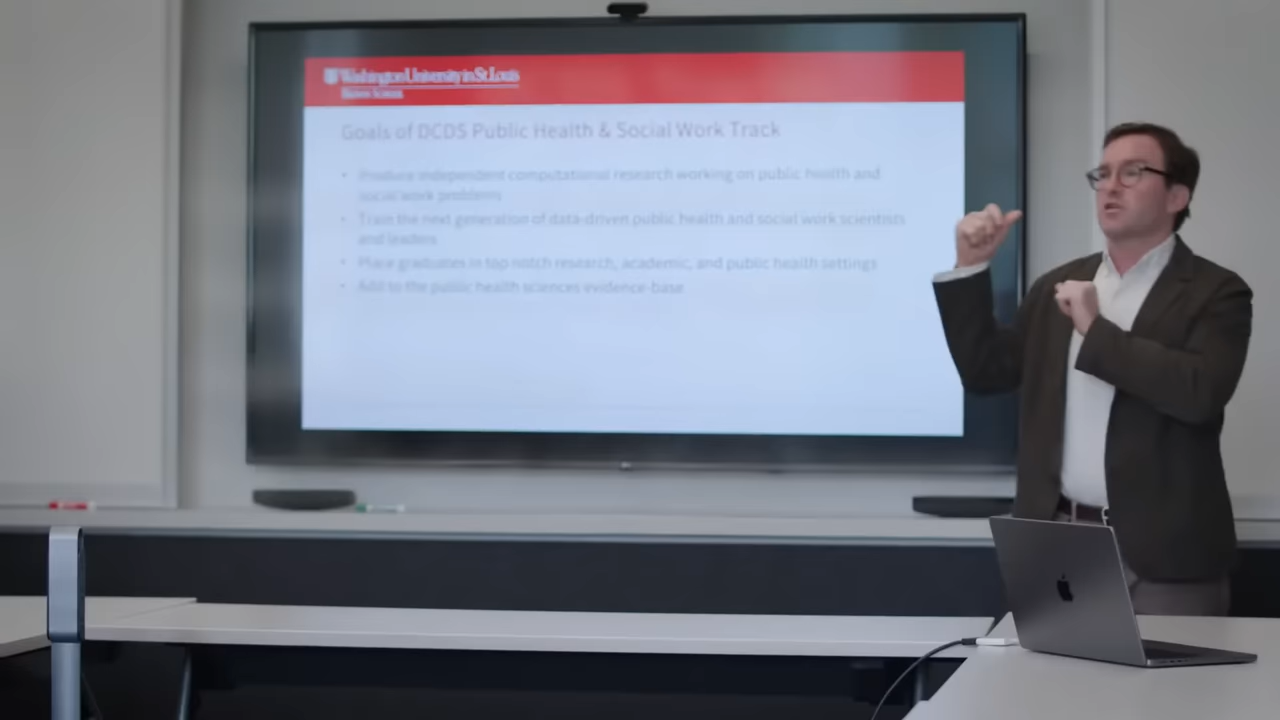 Washington University in St. Louis
Brown School
Goals of DCDS Public Health & Social Work Track
• Produce independent computational research working on public health and
social work problems
• Train the next generation of data-driven public health and social work scientists
and leaders
• Place graduates in top notch research, academic, and public health settings
• Add to the public health sciences evidence-base